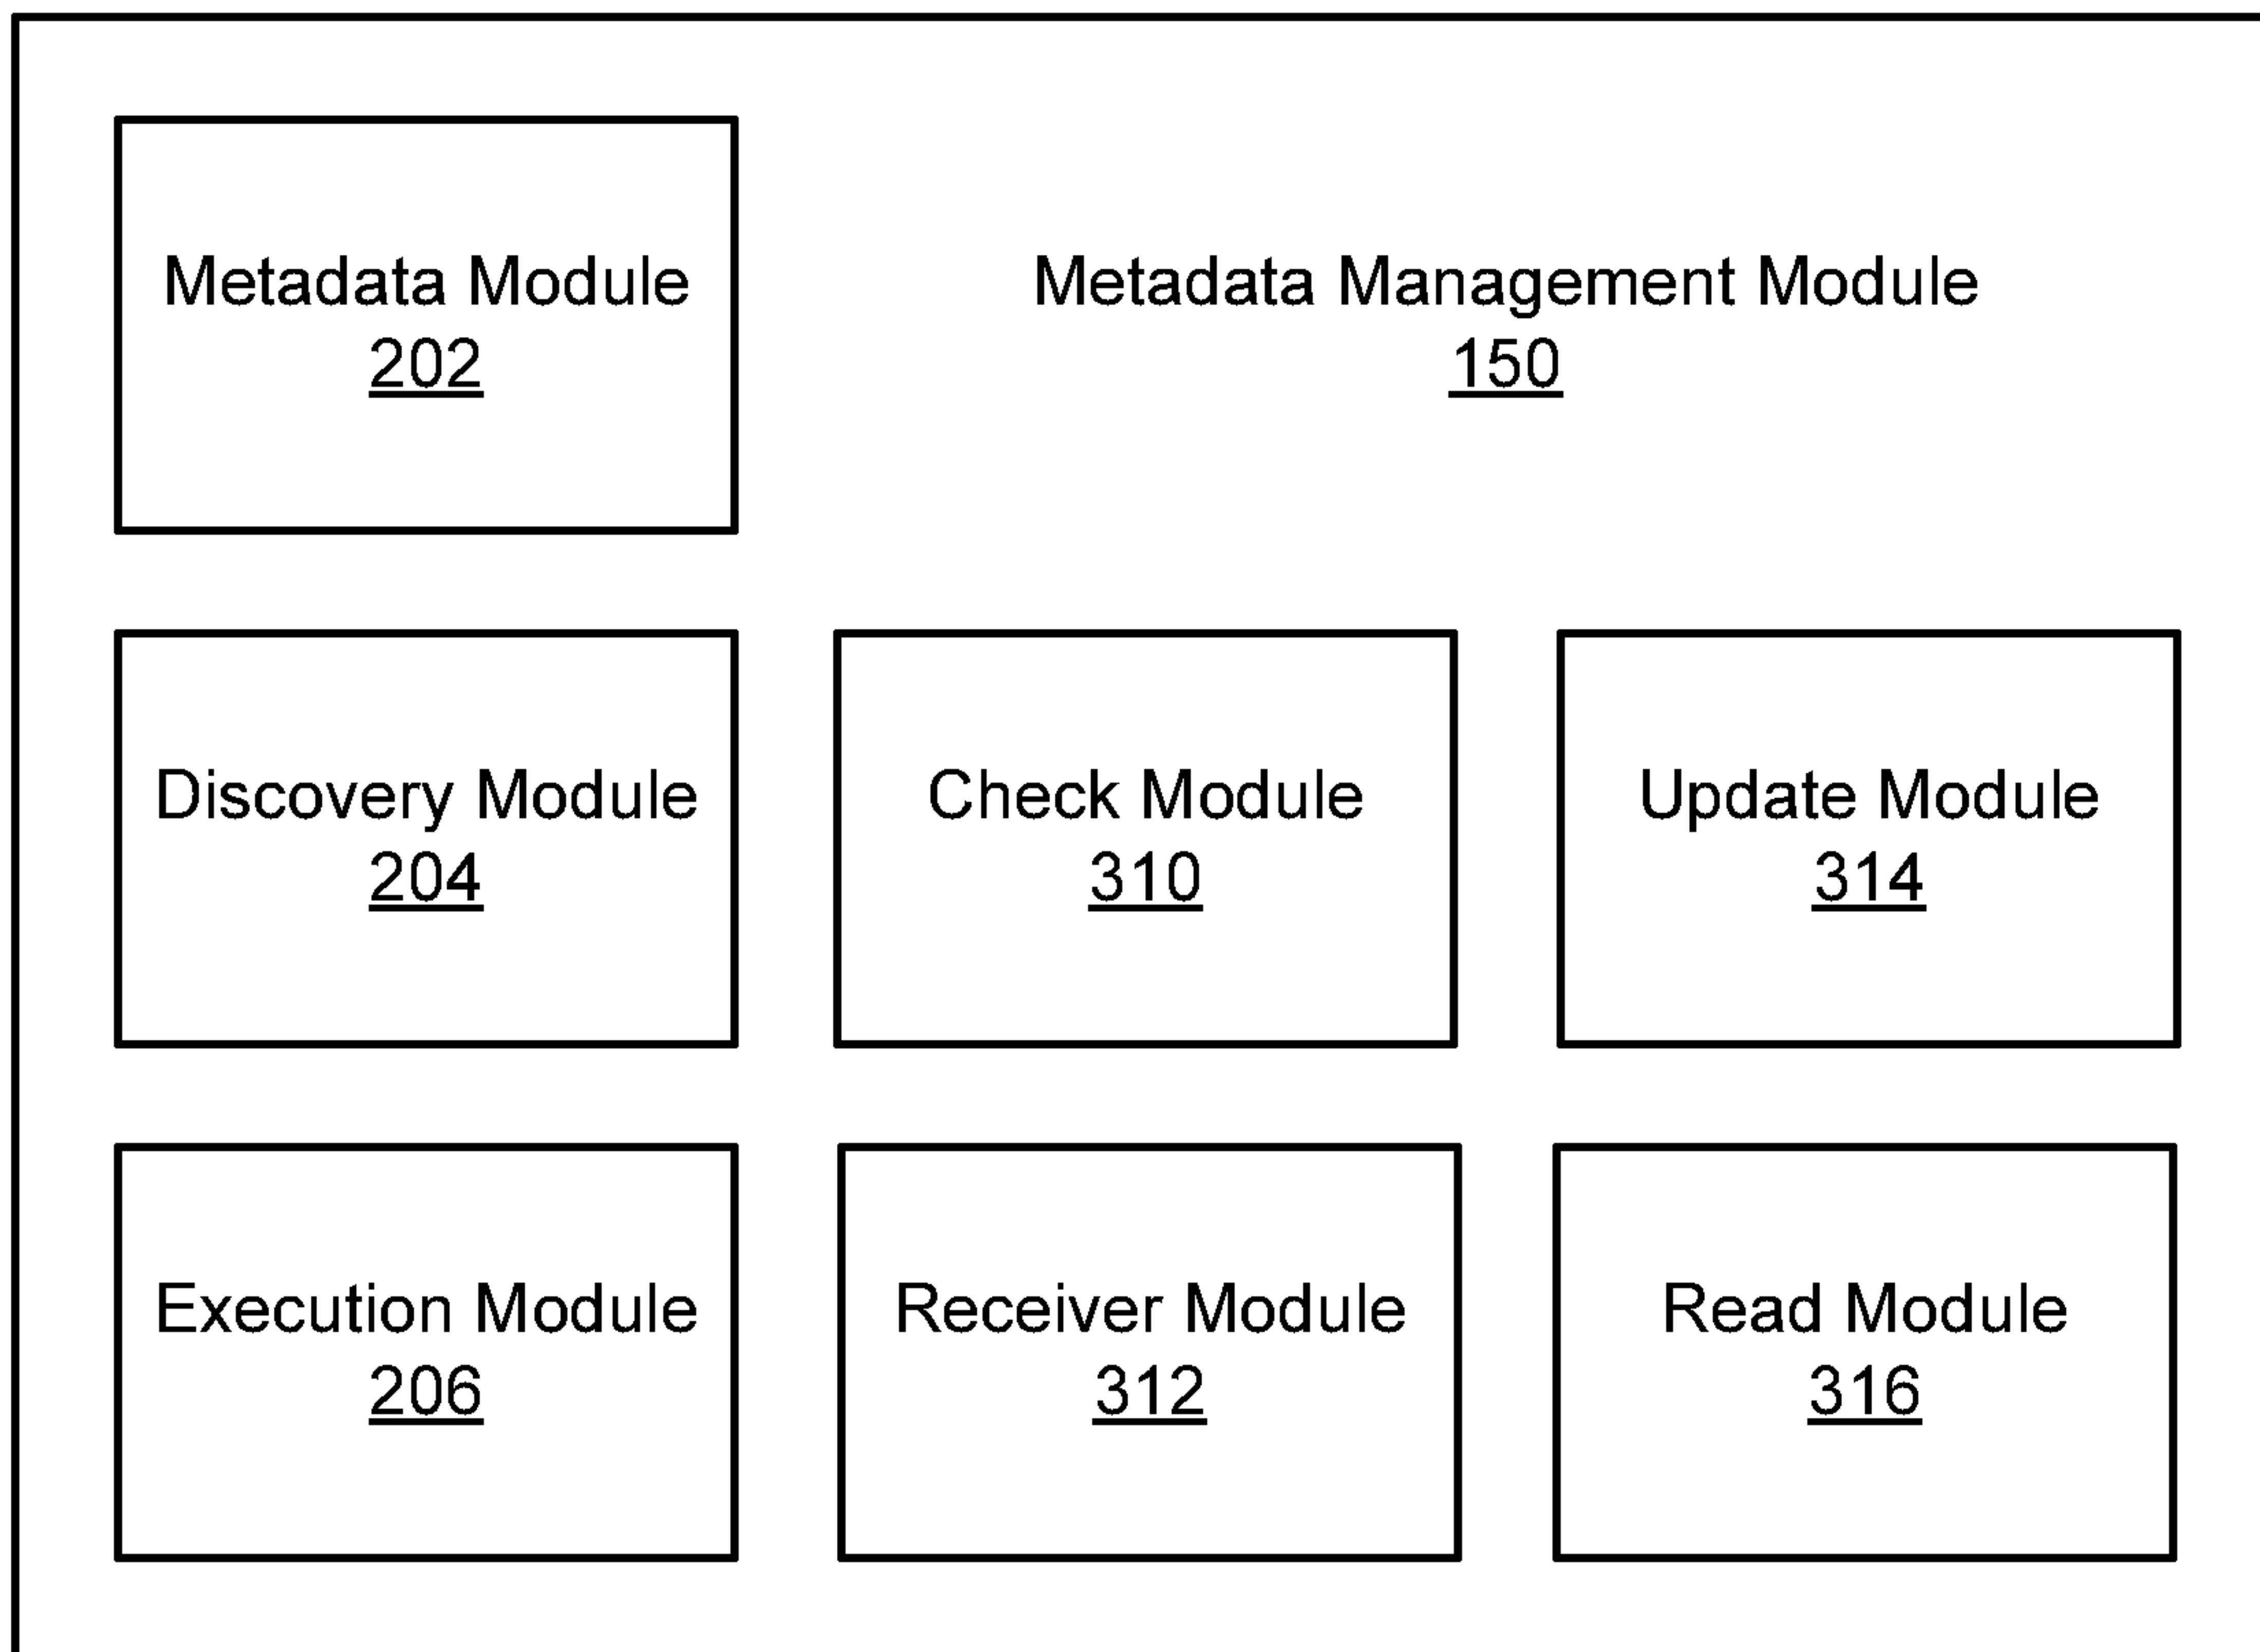 Metadata Module
202
Metadata Management Module
150
Discovery Module
204
Check Module
310
Update Module
314
Execution Module
206
Receiver Module
312
Read Module
316